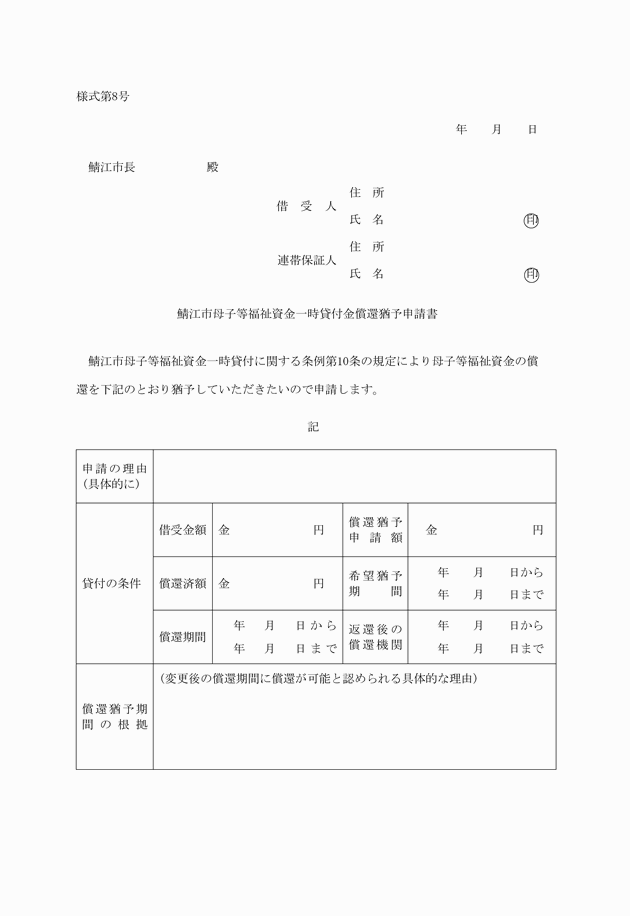 様式第8号
年　月　日
鯖江市長　殿
借受人
住所
氏名　印
連帯保証人
住所
氏名　印
鯖江市母子等福祉資金一時貸付金償還猶予申請書
鯖江市母子等福祉資金一時貸付に関する条例第10条の規定により母子等福祉資金の償
還を下記のとおり猶予していただきたいので申請します。
記
申請の理由
（具体的に）
貸付の条件
借受金額
金　円
償還猶予
申請額
金　円
償還済額
金　円
希望猶予
期間
年　月　日から
年　月　日まで
償還期間
年　月　日から
年　月　日まで
返還後の
償還機関
年　月　日から
年　月　日まで
償還猶予期
間の根拠
（変更後の償還期間に償還が可能と認められる具体的な理由）